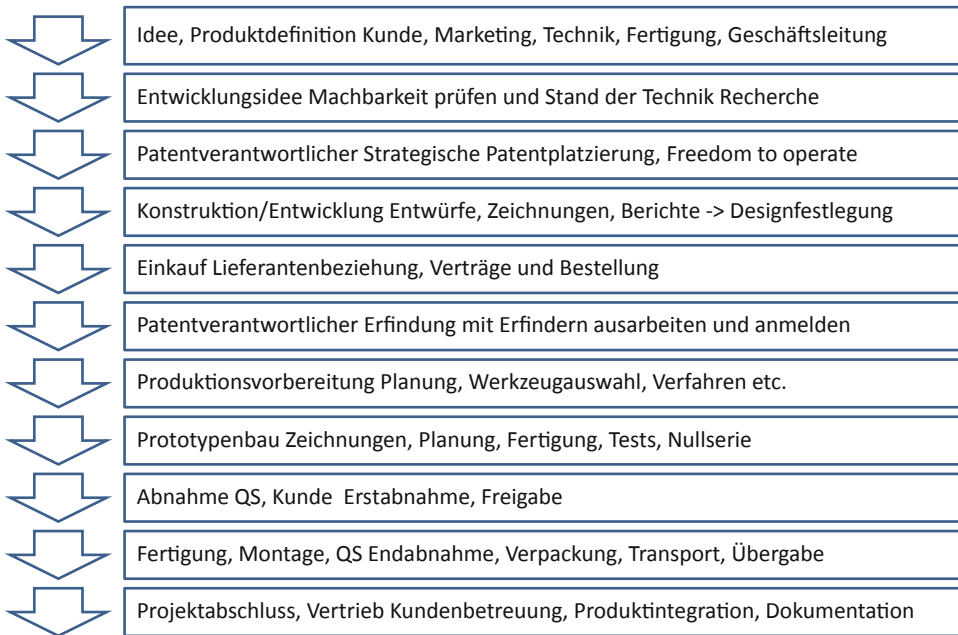 Idee, Produktdefinition Kunde, Marketing, Technik, Fertigung, Geschäftsleitung
Entwicklungsidee Machbarkeit prüfen und Stand der Technik Recherche
Patentverantwortlicher Strategische Patentplatzierung, Freedom to operate
Konstruktion/Entwicklung Entwürfe, Zeichnungen, Berichte -> Designfestlegung
Einkauf Lieferantenbeziehung, Verträge und Bestellung
Patentverantwortlicher Erfindung mit Erfindern ausarbeiten und anmelden
Produktionsvorbereitung Planung, Werkzeugauswahl, Verfahren etc.
Prototypenbau Zeichnungen, Planung, Fertigung, Tests, Nullserie
Abnahme QS, Kunde  Erstabnahme, Freigabe
Fertigung, Montage, QS Endabnahme, Verpackung, Transport, Übergabe
Projektabschluss, Vertrieb Kundenbetreuung, Produktintegration, Dokumentation